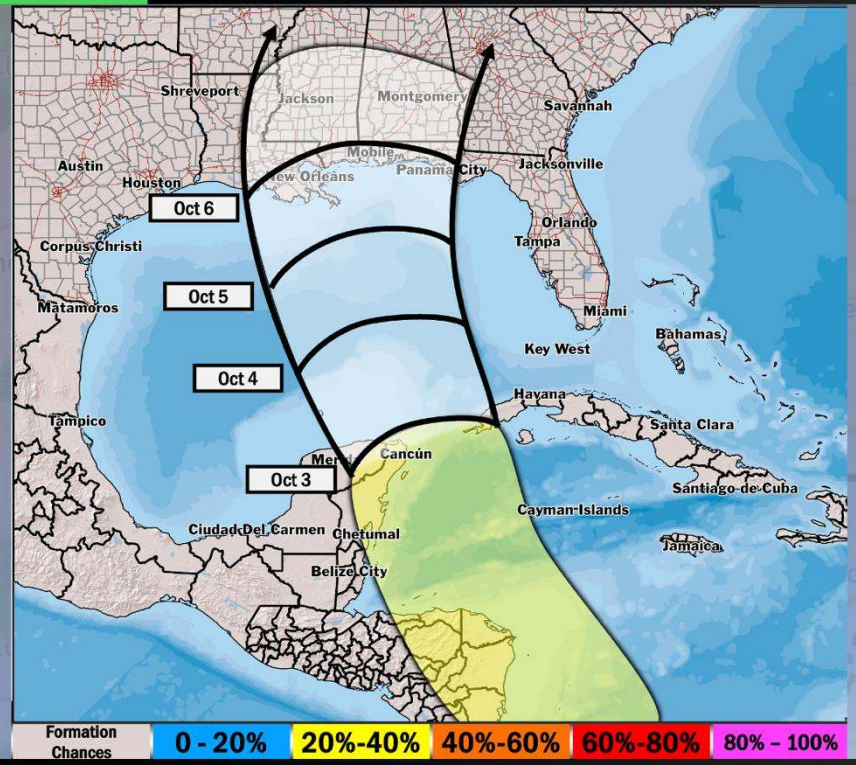 Shreveport
Jackson
Montgomery
Savannah
Austin
Houston
Mobile
New Orleans
Panama City
Jacksonville
Oct 6
Orlando
Tampa
Corpus Christi
Oct 5
Matamoros
Miami
Bahamas
Key West
Oct 4
Havana
Tampico
Santa Clara
Merida
Cancún
Oct 3
Santiago de Cuba
Cayman Islands
Ciudad Del Carmen
Chetumal
Jamaica
Belize City
Formation
Chances
0 - 20%
20%-40%
40%-60%
60%-80%
80% – 100%